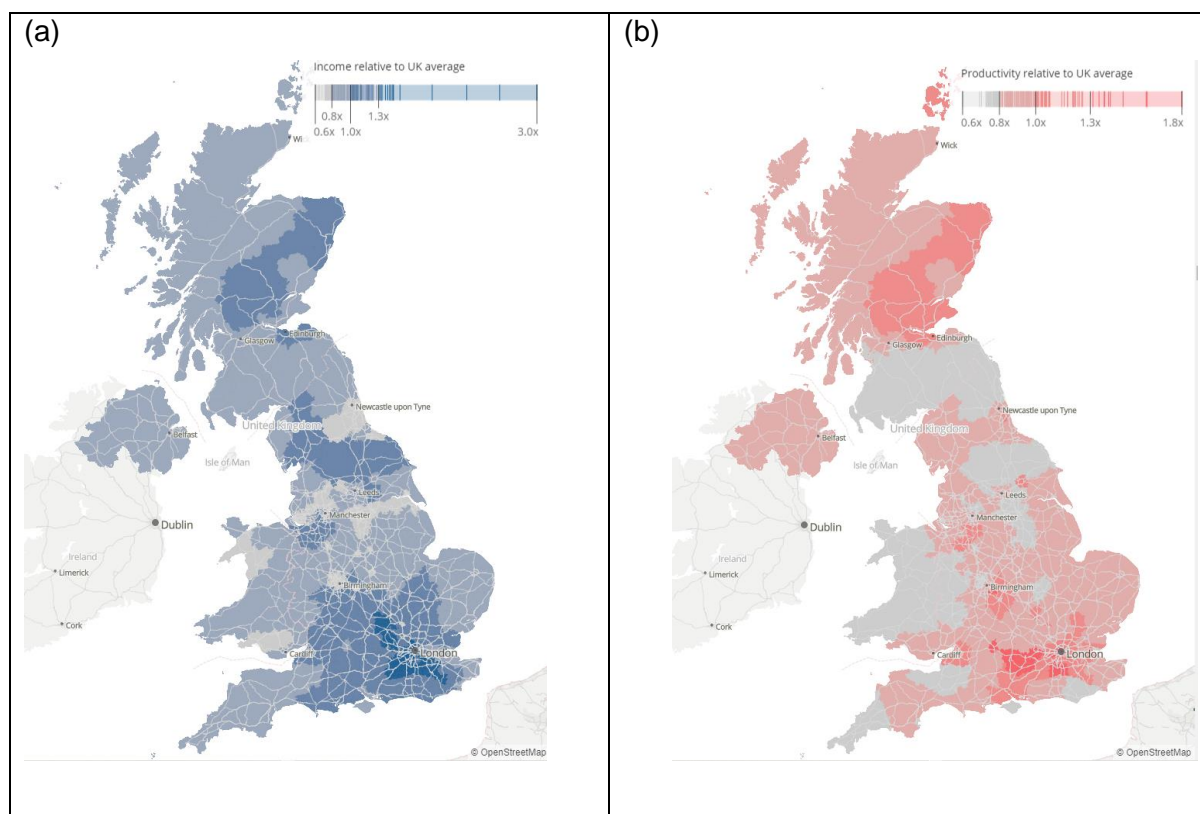 (a)
Income relative to UK average
0.8x 1.3x
0.6x 1.0x 3.0x
Wi
Edinburgh
Glasgow
Newcastle upon Tyne
United Kingdom
Belfast
Isle of Man
Leeds
Manchester
Dublin
Ireland
Limerick
Birmingham
Cork
Cardiff
London
© OpenStreetMap
(b)
Productivity relative to UK average
0.6x 0.8x 1.0x 1.3x 1.8x
Wick
Edinburgh
Glasgow
Newcastle upon Tyne
United Kingdom
Belfast
Isle of Man
Leeds
Manchester
Dublin
Ireland
Limerick
Birmingham
Cork
Cardiff
London
© OpenStreetMap